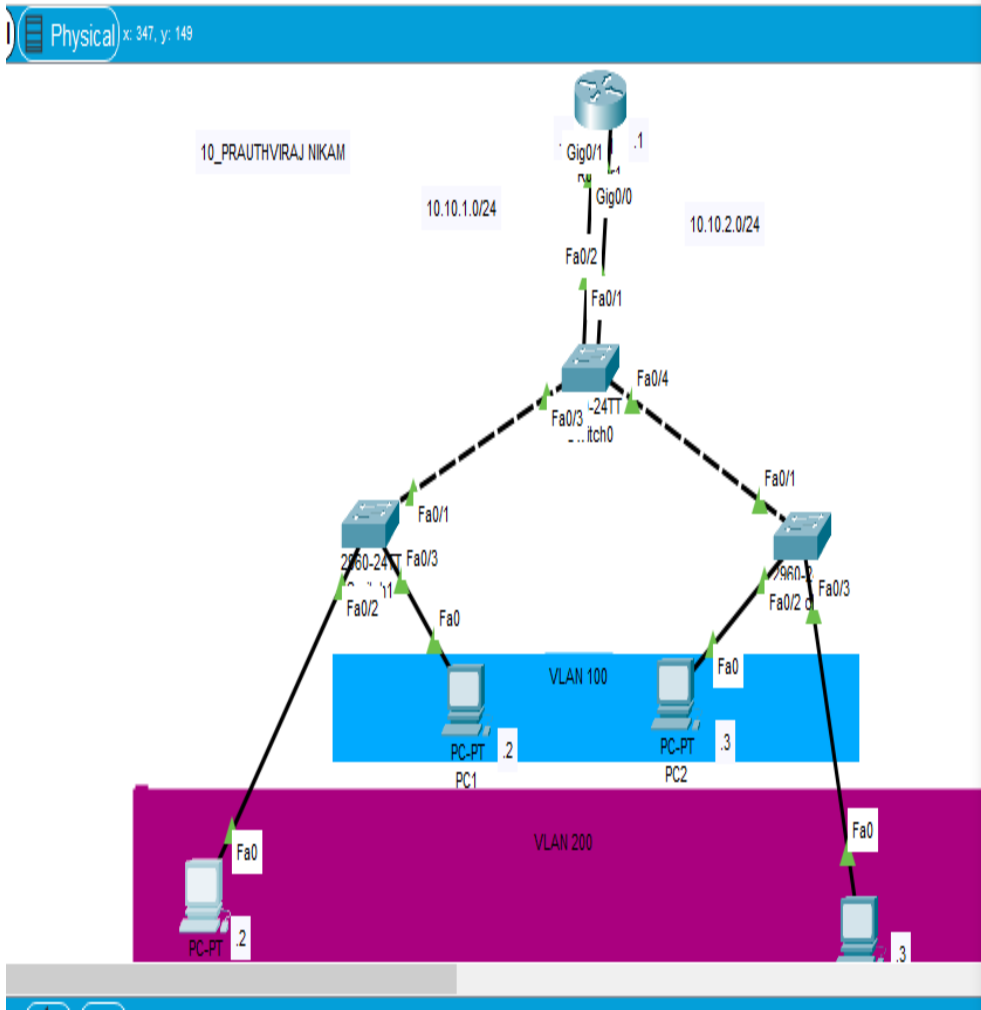 Physical x: 347, y: 149
10_PRAUTHVIRAJ NIKAM
.1
Gig0/1
Gig0/0
10.10.1.0/24
10.10.2.0/24
Fa0/2
Fa0/1
Fa0/4
Fa0/3
-24TT
itch0
Fa0/1
Fa0/1
Fa0/3
Fa0/2
Fa0/2
Fa0/3
Fa0
VLAN 100
Fa0
PC-PT
.2
PC-PT
.3
PC1
PC2
VLAN 200
Fa0
Fa0
PC-PT
.2
.3